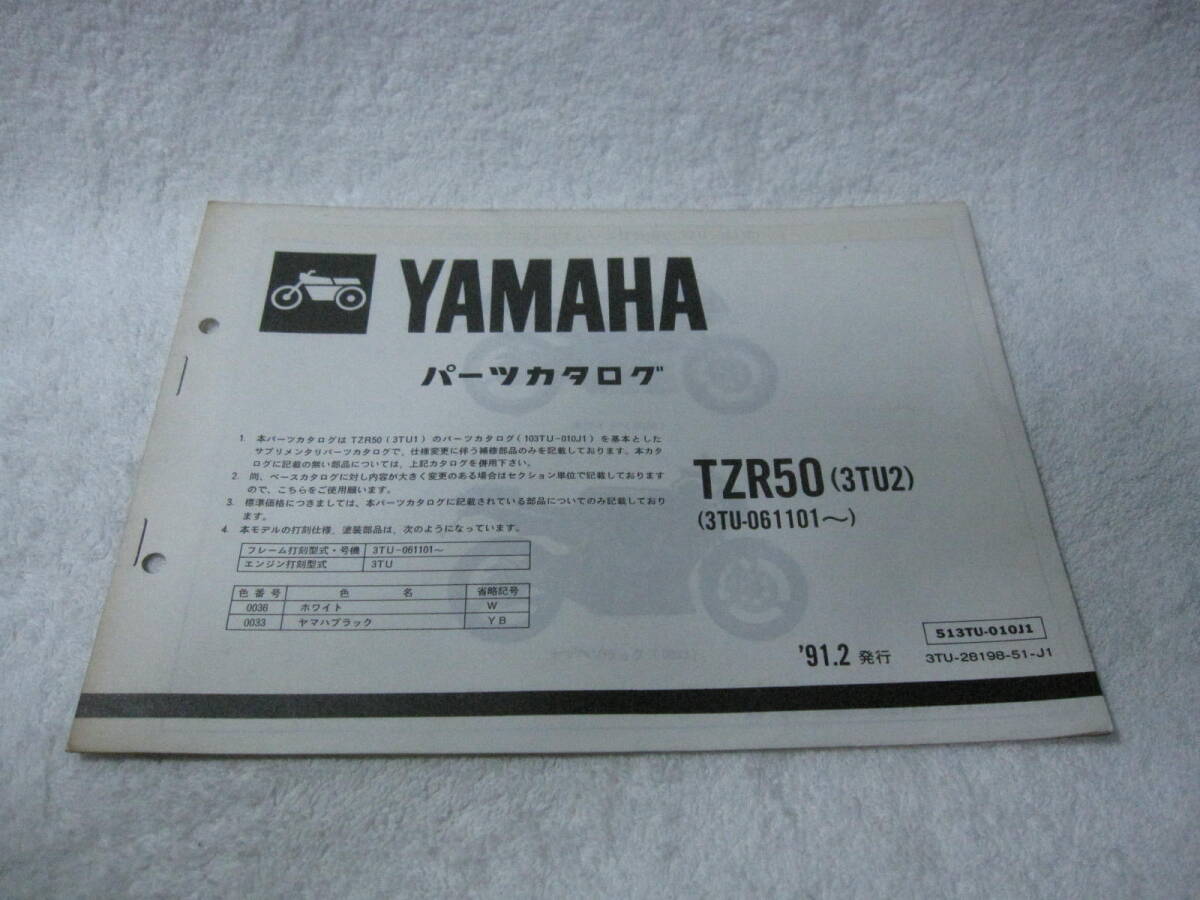 YAMAHA
パーツカタログ
1. 本パーツカタログは TZR50 (3TU1) のパーツカタログ(103TU-010J1) を基本とした
サプリメンタリパーツカタログで、仕様変更に伴う補修部品のみを記載しております。本カタ
ログに記載の無い部品については、上記カタログを併用下さい。
2. 尚、ベースカタログに対し内容が大きく変更のある場合はセクション単位で記載しております
ので、こちらをご使用願います。
3. 標準価格につきましては、本パーツカタログに記載されている部品についてのみ記載しており
ます。
4. 本モデルの打刻仕様、塗装部品は、次のようになっています。
フレーム打刻型式・号機 3TU-061101～
エンジン打刻型式 3TU
色番号 色名 省略記号
0036 ホワイト W
0033 ヤマハブラック YB
TZR50 (3TU2)
(3TU-061101～)
513TU-010J1
'91.2 発行 3TU-28198-51-J1